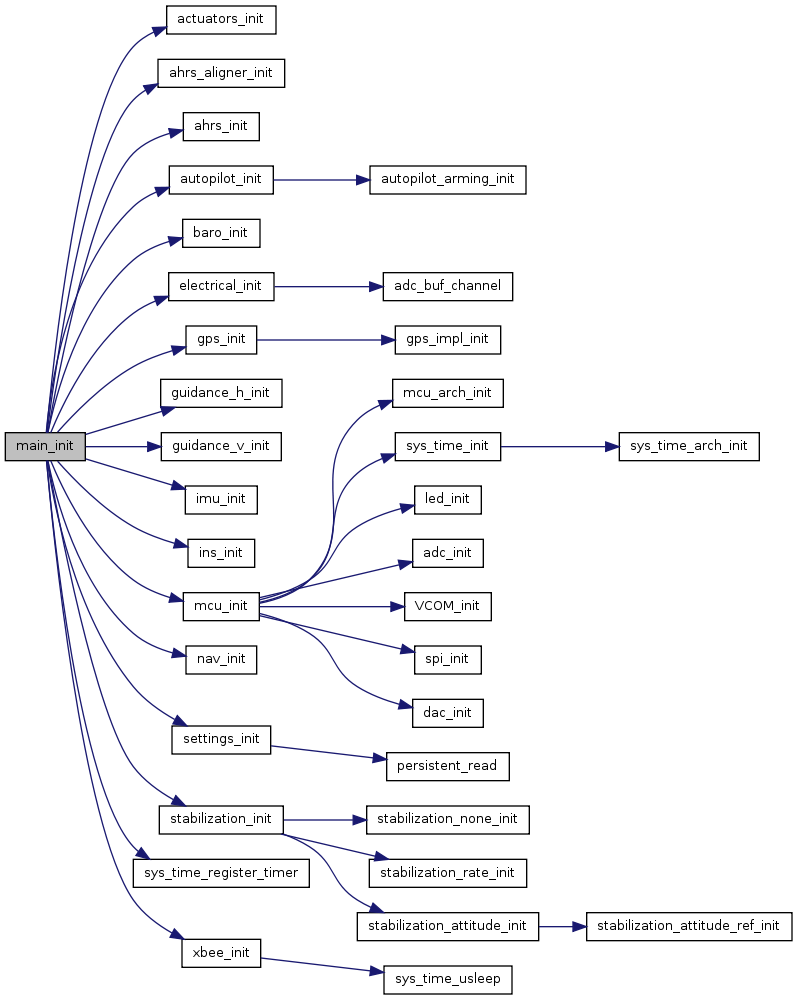 actuators_init
ahrs_aligner_init
ahrs_init
autopilot_init
autopilot_arming_init
baro_init
electrical_init
adc_buf_channel
gps_init
gps_impl_init
guidance_h_init
mcu_arch_init
main_init
guidance_v_init
sys_time_init
sys_time_arch_init
imu_init
led_init
ins_init
adc_init
mcu_init
VCOM_init
nav_init
spi_init
dac_init
settings_init
persistent_read
stabilization_init
stabilization_none_init
sys_time_register_timer
stabilization_rate_init
stabilization_attitude_init
stabilization_attitude_ref_init
xbee_init
sys_time_usleep